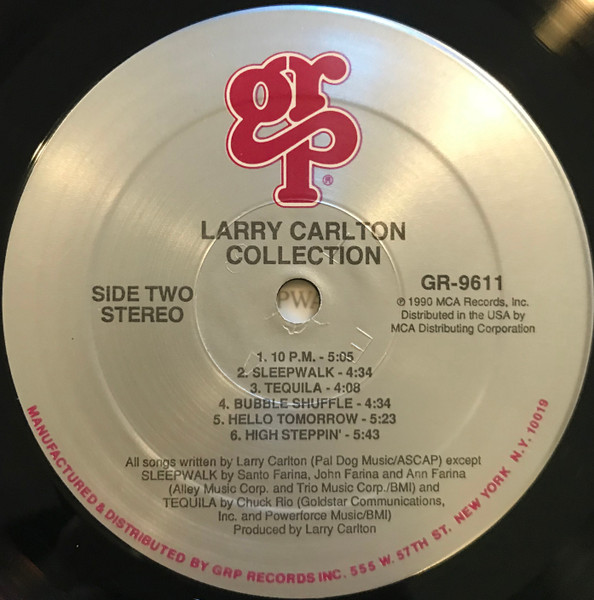 grp
®
LARRY CARLTON
COLLECTION
SIDE TWO
STEREO
GR-9611
℗ 1990 MCA Records, Inc.
Distributed in the USA by
MCA Distributing Corporation
1. 10 P.M. - 5:05
2. SLEEPWALK - 4:34
3. TEQUILA - 4:08
4. BUBBLE SHUFFLE - 4:34
5. HELLO TOMORROW - 5:23
6. HIGH STEPPIN' - 5:43
All songs written by Larry Carlton (Pal Dog Music/ASCAP) except
SLEEPWALK by Santo Farina, John Farina and Ann Farina
(Alley Music Corp. and Trio Music Corp./BMI) and
TEQUILA by Chuck Rio (Goldstar Communications,
Inc. and Powerforce Music/BMI)
Produced by Larry Carlton
MANUFACTURED & DISTRIBUTED BY GRP RECORDS INC. 555 W. 57TH ST. NEW YORK N.Y. 10019